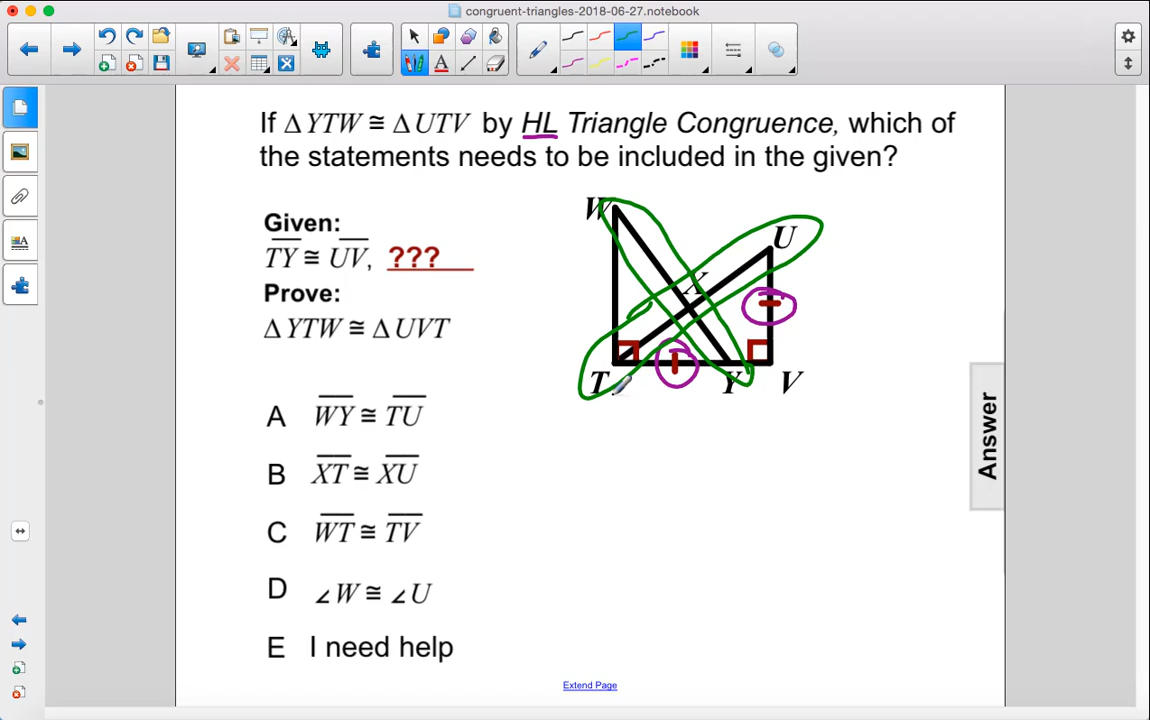 congruent-triangles-2018-06-27.notebook
If ΔYTW ≅ ΔUTV by HL Triangle Congruence, which of
the statements needs to be included in the given?
Given:
TY ≅ UV, ???
Prove:
ΔYTW ≅ ΔUVT
A WY ≅ TU
B XT ≅ XU
C WT ≅ TV
D ∠W ≅ ∠U
E I need help
W
U
X
T Y V
Answer
Extend Page